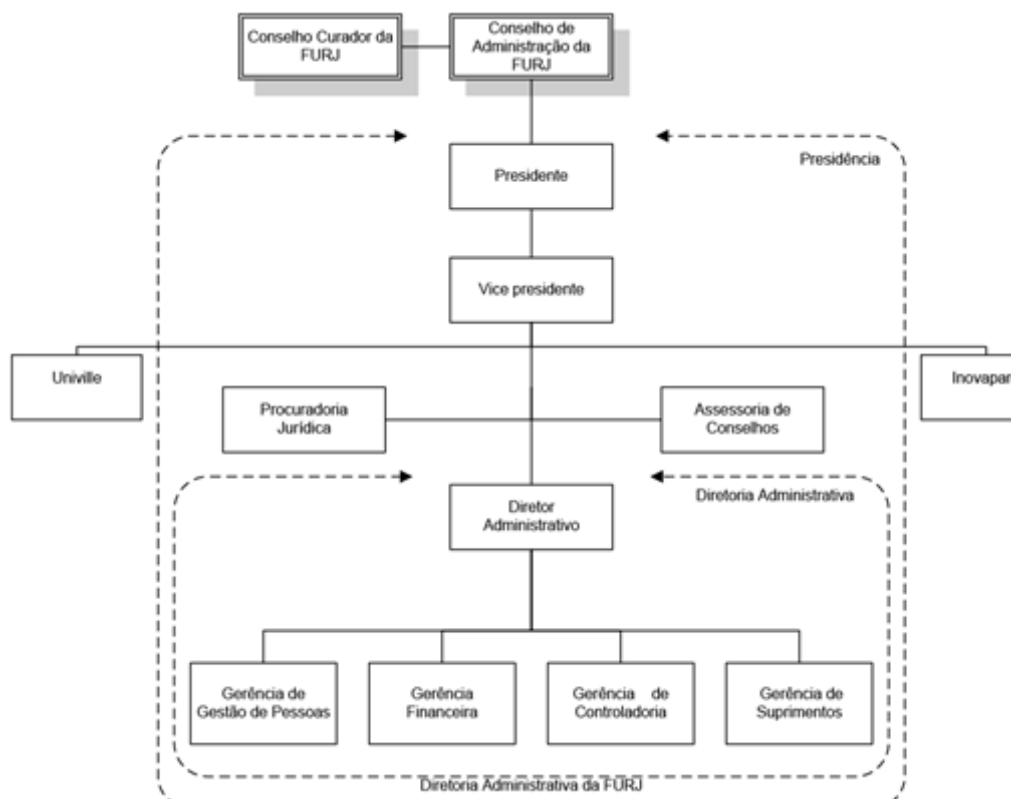 Conselho Curador da
FURJ
Conselho de
Administração da
FURJ
Presidência
Presidente
Vice presidente
Univille
Inovaparq
Procuradoria
Jurídica
Assessoria de
Conselhos
Diretoria Administrativa
Diretor
Administrativo
Gerência de
Gestão de Pessoas
Gerência
Financeira
Gerência de
Controladoria
Gerência de
Suprimentos
Diretoria Administrativa da FURJ